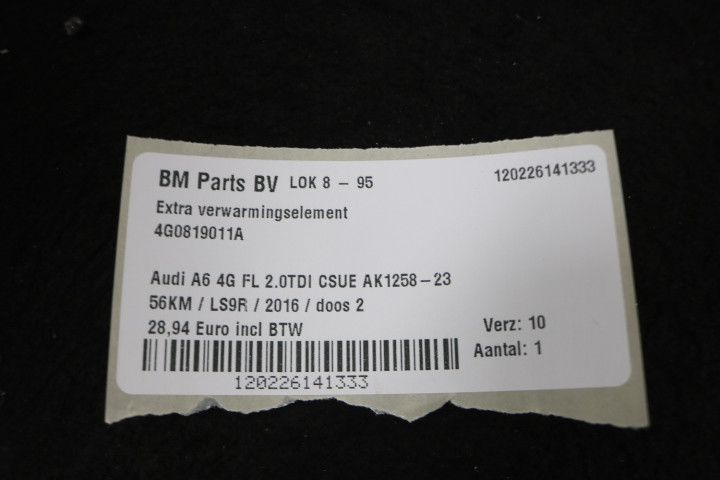 BM Parts BV LOK 8 - 95 120226141333
Extra verwarmingselement
4G0819011A
Audi A6 4G FL 2.0TDI CSUE AK1258-23
56KM / LS9R / 2016 / doos 2
28,94 Euro incl BTW Verz: 10
Aantal: 1
120226141333